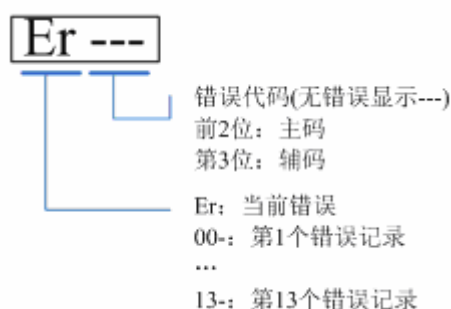 Er ---
错误代码(无错误显示---)
前2位：主码
第3位：辅码
Er：当前错误
00-：第1个错误记录
...
13-：第13个错误记录